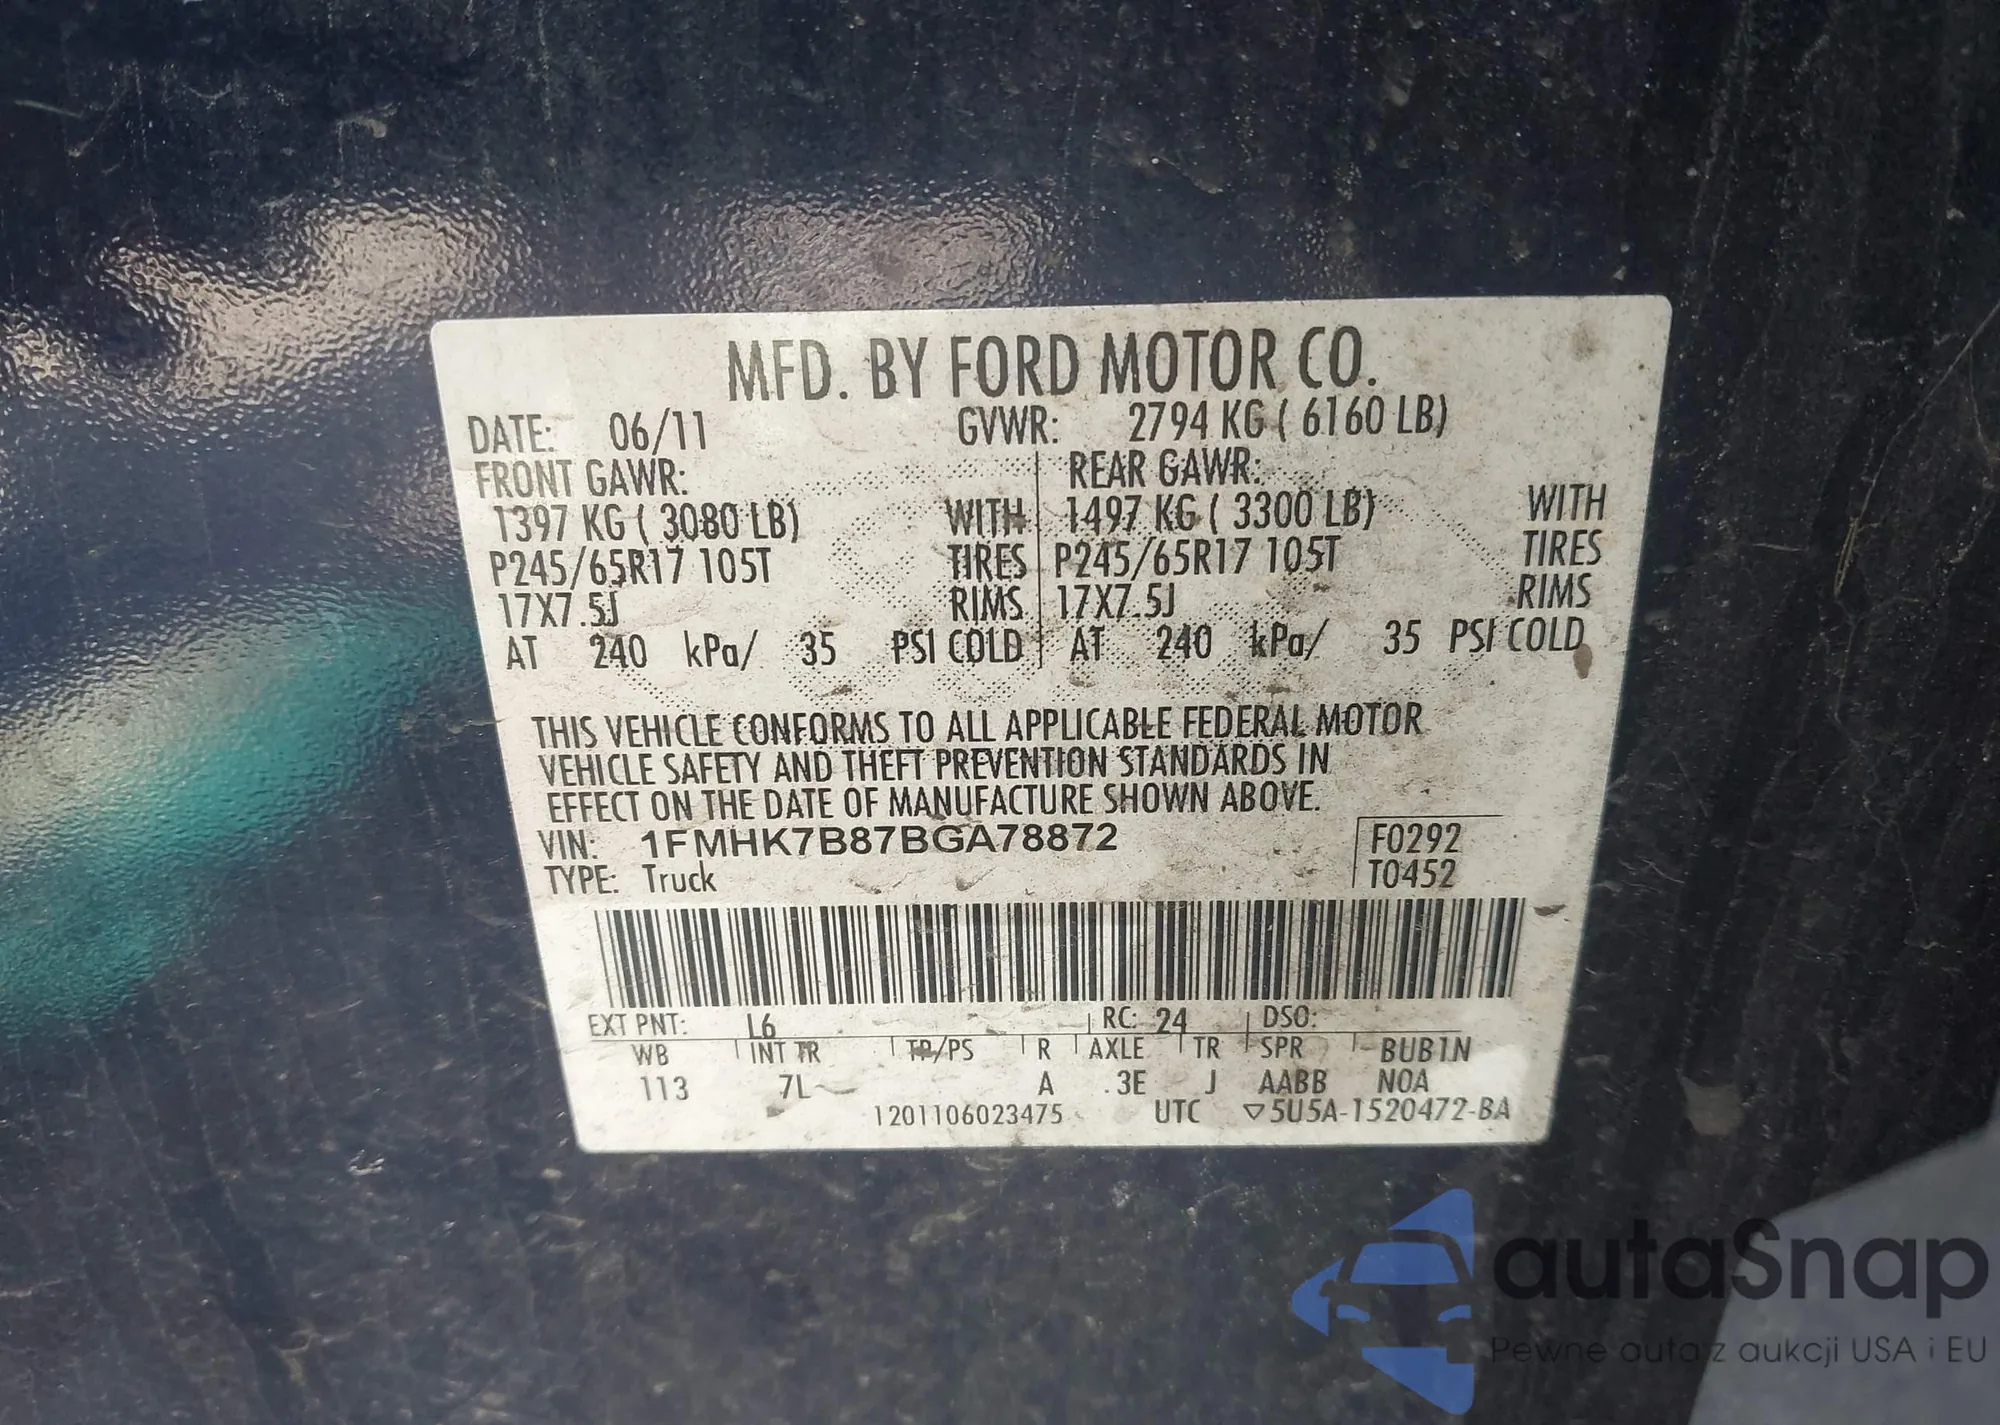 MFD. BY FORD MOTOR CO.
DATE: 06/11 GVWR: 2794 KG ( 6160 LB)
FRONT GAWR: REAR GAWR:
1397 KG ( 3080 LB) WITH 1497 KG ( 3300 LB) WITH
P245/65R17 105T TIRES P245/65R17 105T TIRES
17X7.5J RIMS 17X7.5J RIMS
AT 240 kPa/ 35 PSI COLD AT 240 kPa/ 35 PSI COLD
THIS VEHICLE CONFORMS TO ALL APPLICABLE FEDERAL MOTOR
VEHICLE SAFETY AND THEFT PREVENTION STANDARDS IN
EFFECT ON THE DATE OF MANUFACTURE SHOWN ABOVE.
VIN: 1FMHK7B87BGA78872 F0292
TYPE: Truck T0452
EXT PNT: L6 RC: 24 DSO:
WB INT TR TP/PS R AXLE TR SPR BUB1N
113 7L A .3E J AABB NOA
1201106023475 UTC ▽5U5A-1520472-BA
autaSnap
Pewne auta z aukcji USA i EU